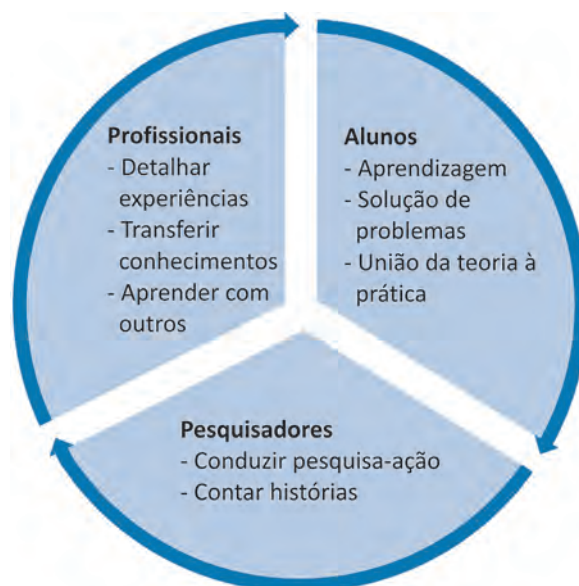 Profissionais
- Detalhar
experiências
- Transferir
conhecimentos
- Aprender com
outros
Alunos
- Aprendizagem
- Solução de
problemas
- União da teoria à
prática
Pesquisadores
- Conduzir pesquisa-ação
- Contar histórias